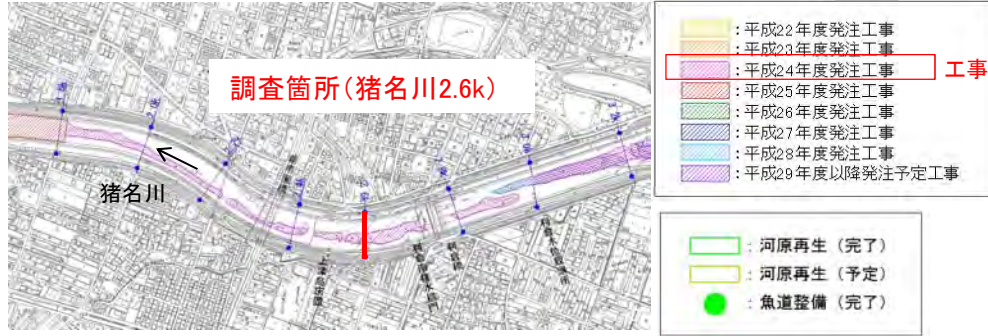 調査箇所(猪名川2.6k)
猪名川
：平成22年度発注工事
：平成23年度発注工事
：平成24年度発注工事
工事
：平成25年度発注工事
：平成26年度発注工事
：平成27年度発注工事
：平成28年度発注工事
：平成29年度以降発注予定工事
：河原再生（完了）
：河原再生（予定）
：魚道整備（完了）